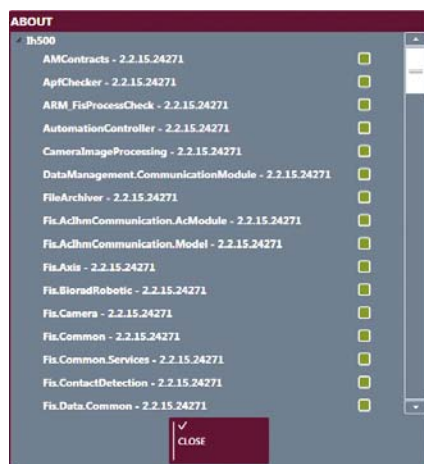 ABOUT
Ih500
AMContracts - 2.2.15.24271
ApfChecker - 2.2.15.24271
ARM_FisProcessCheck - 2.2.15.24271
AutomationController - 2.2.15.24271
CameraImageProcessing - 2.2.15.24271
DataManagement.CommunicationModule - 2.2.15.24271
FileArchiver - 2.2.15.24271
Fis.AcIhmCommunication.AcModule - 2.2.15.24271
Fis.AcIhmCommunication.Model - 2.2.15.24271
Fis.Axis - 2.2.15.24271
Fis.BioradRobotic - 2.2.15.24271
Fis.Camera - 2.2.15.24271
Fis.Common - 2.2.15.24271
Fis.Common.Services - 2.2.15.24271
Fis.ContactDetection - 2.2.15.24271
Fis.Data.Common - 2.2.15.24271
CLOSE